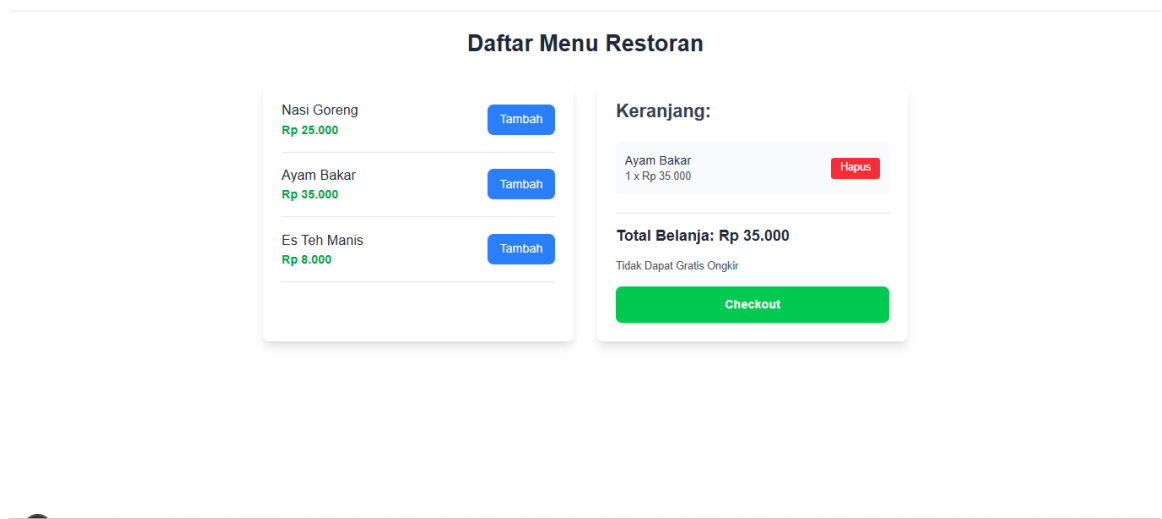 Daftar Menu Restoran
Nasi Goreng
Rp 25.000
Tambah
Ayam Bakar
Rp 35.000
Tambah
Es Teh Manis
Rp 8.000
Tambah
Keranjang:
Ayam Bakar
1 x Rp 35.000
Hapus
Total Belanja: Rp 35.000
Tidak Dapat Gratis Ongkir
Checkout